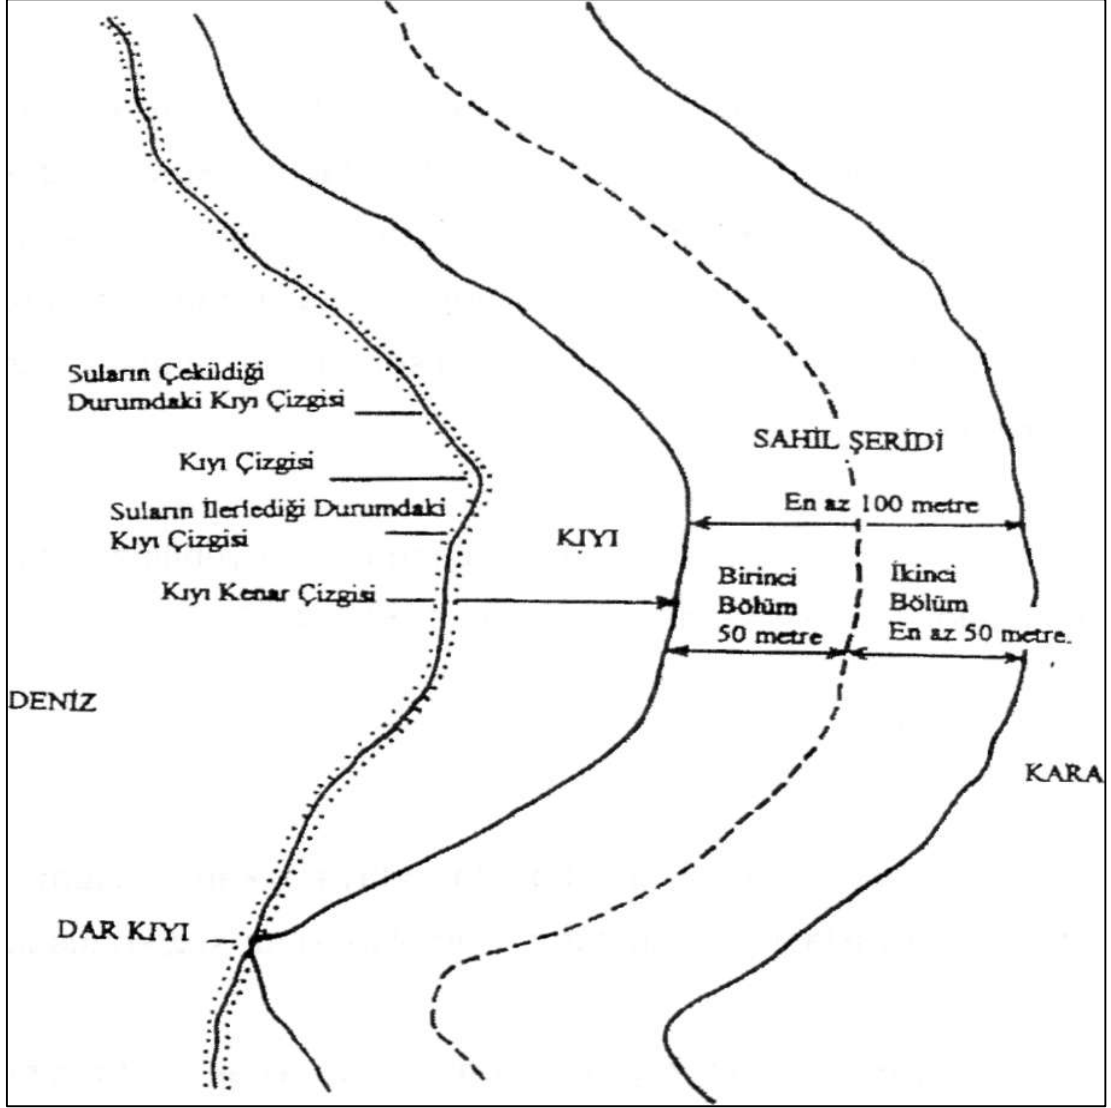 Suların Çekildiği
Durumdaki Kıyı Çizgisi
SAHİL ŞERİDİ
Kıyı Çizgisi
En az 100 metre
Suların İlerlediği Durumdaki
Kıyı Çizgisi
KIYI
Birinci
Bölüm
50 metre
İkinci
Bölüm
En az 50 metre.
Kıyı Kenar Çizgisi
DENİZ
KARA
DAR KIYI